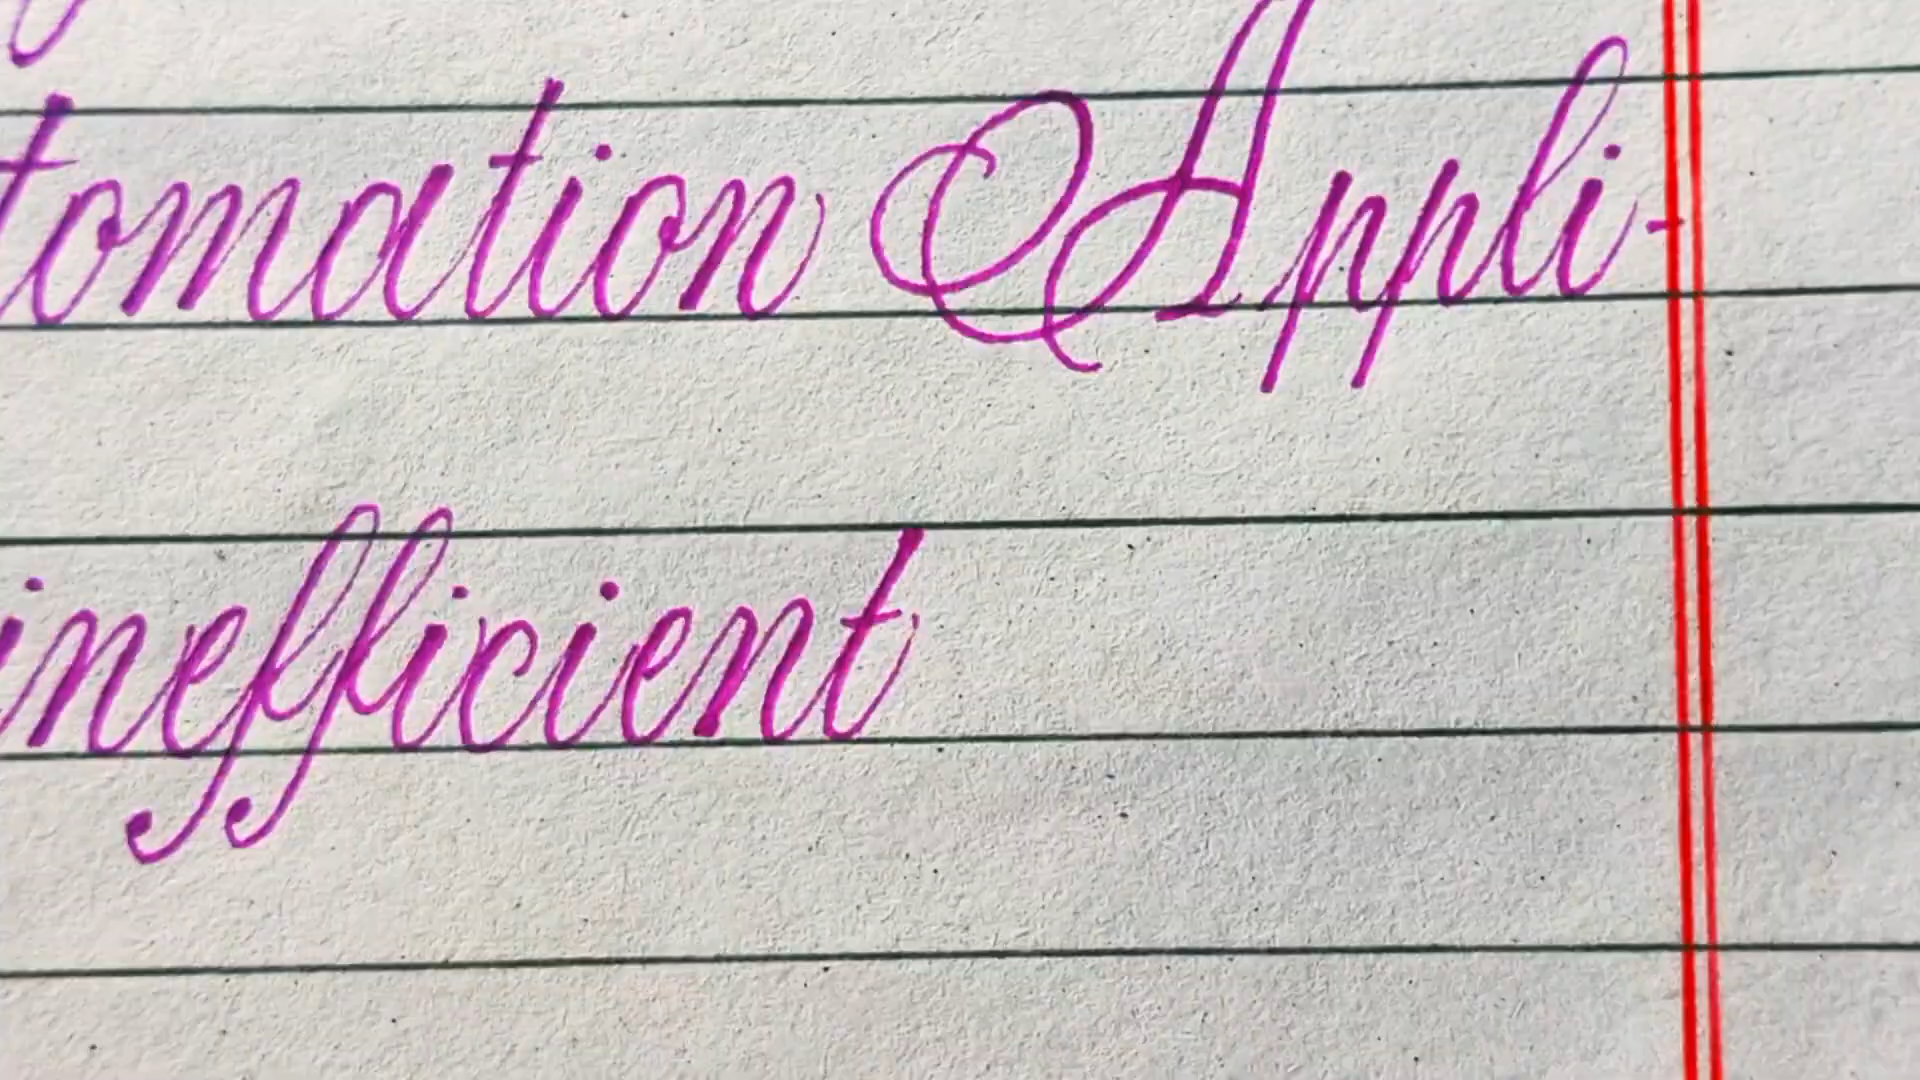 tomation Appli-
inefficient